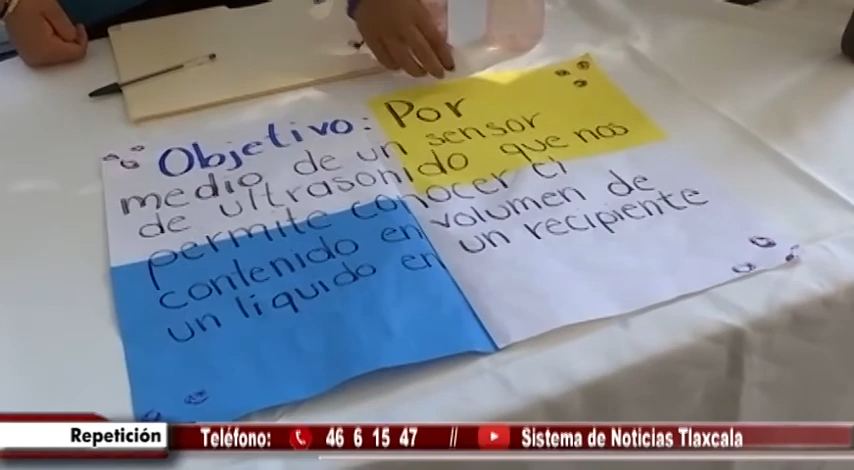 Objetivo: Por
medio de un sensor
de ultrasonido que nos
permite conocer el
contenido en volumen de
un liquido en un recipiente
Repetición
Teléfono: 46 6 15 47 // Sistema de Noticias Tlaxcala